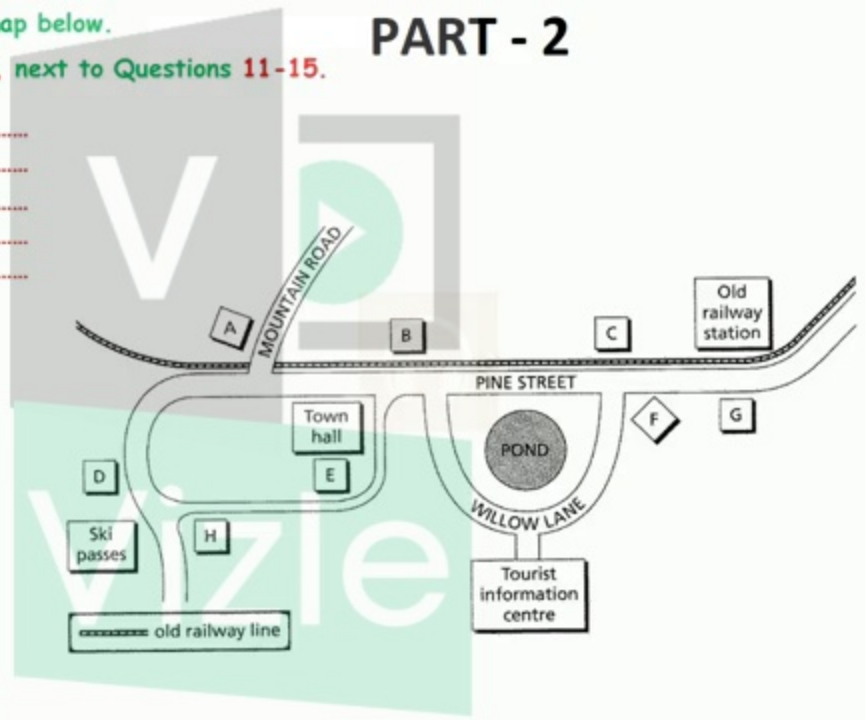 ap below.
PART - 2
, next to Questions 11-15.
V
MOUNTAIN ROAD
A
B
C
Old
railway
station
PINE STREET
Town
hall
POND
F
G
D
E
WILLOW LANE
Ski
passes
H
Vizle
Tourist
information
centre
old railway line